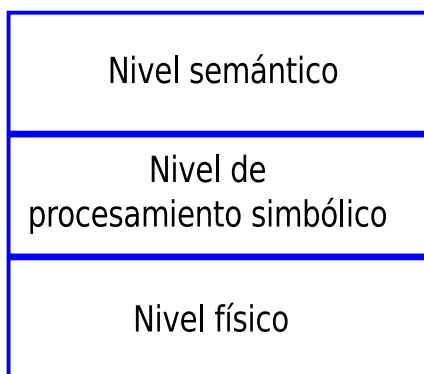 Nivel semántico
Nivel de
procesamiento simbólico
Nivel físico